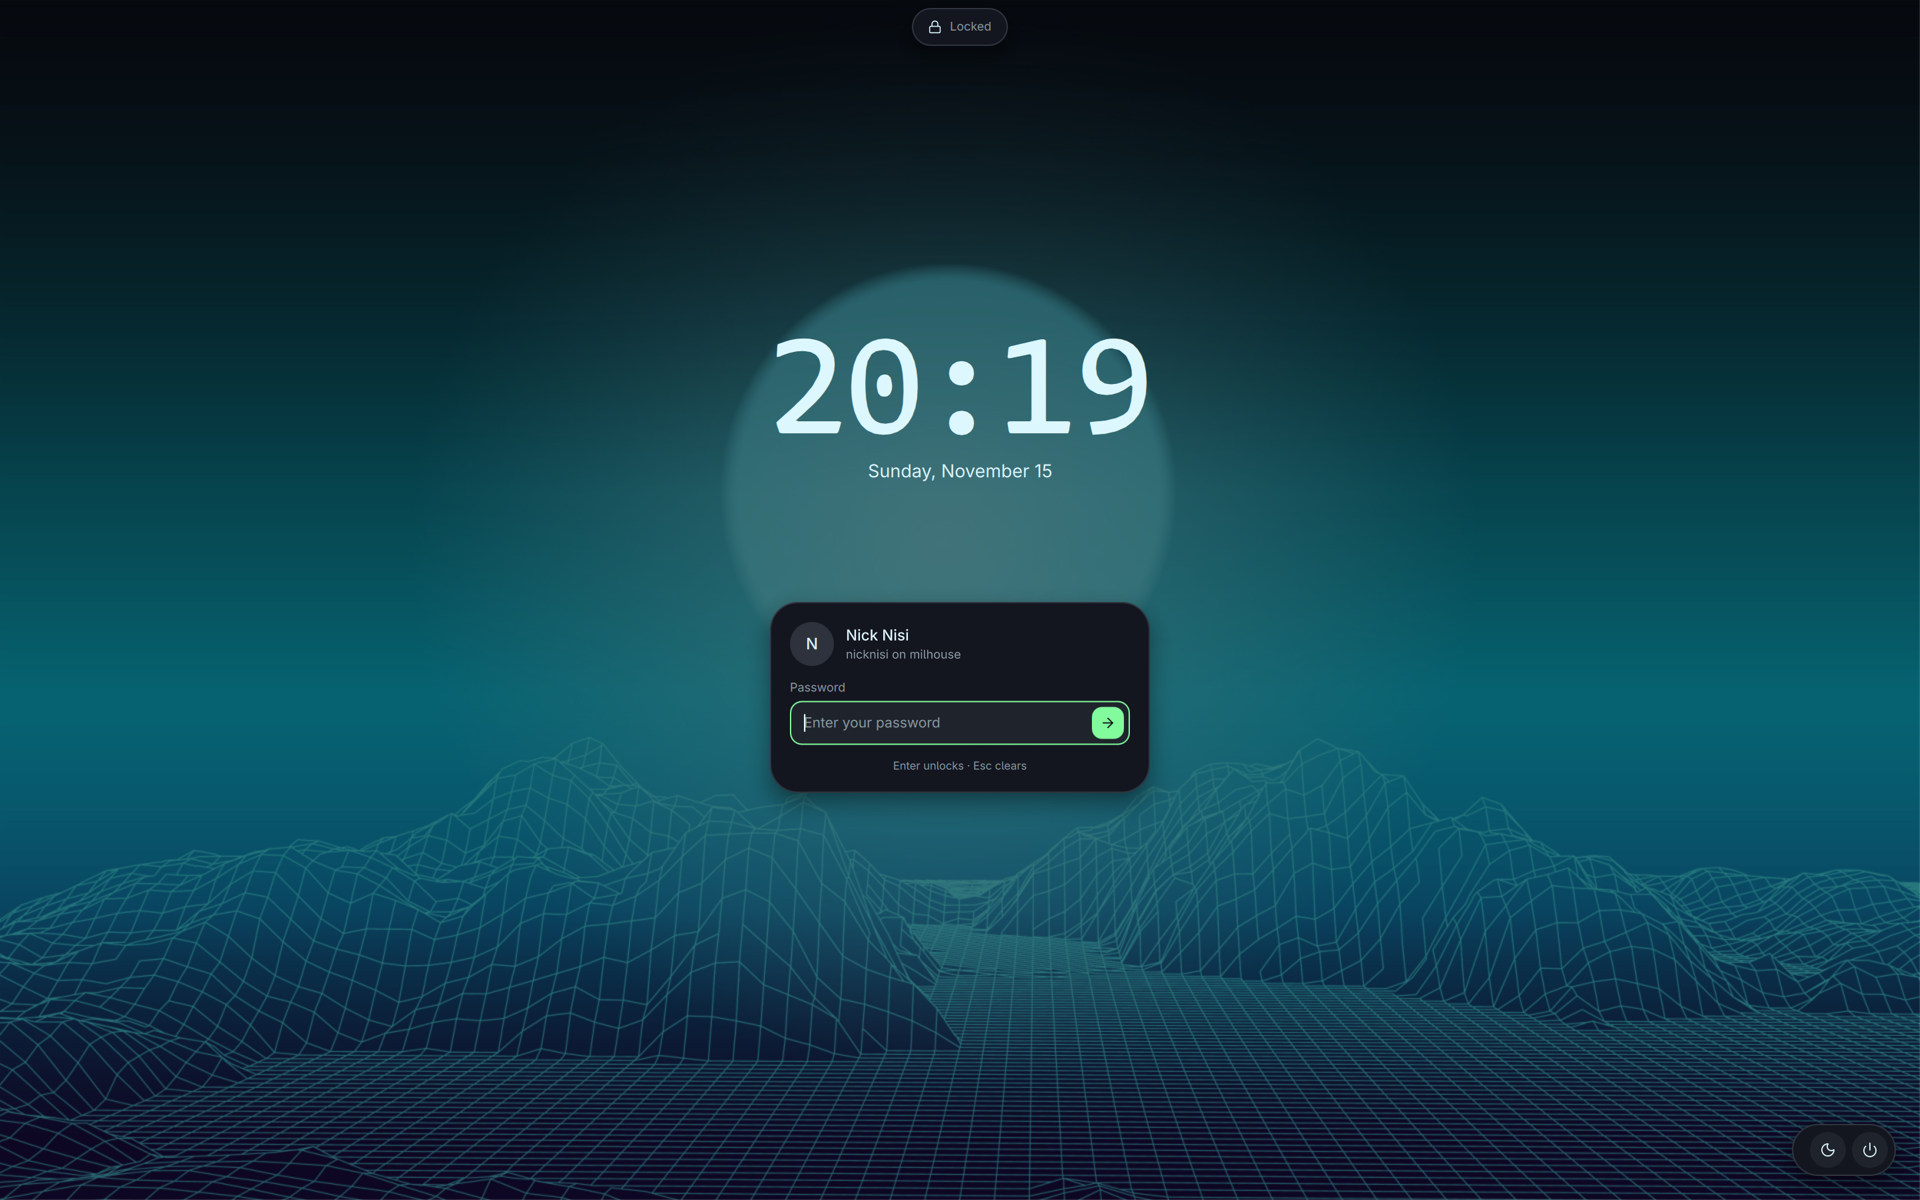 Locked
20:19
Sunday, November 15
N
Nick Nisi
nicknisi on milhouse
Password
Enter your password
Enter unlocks · Esc clears